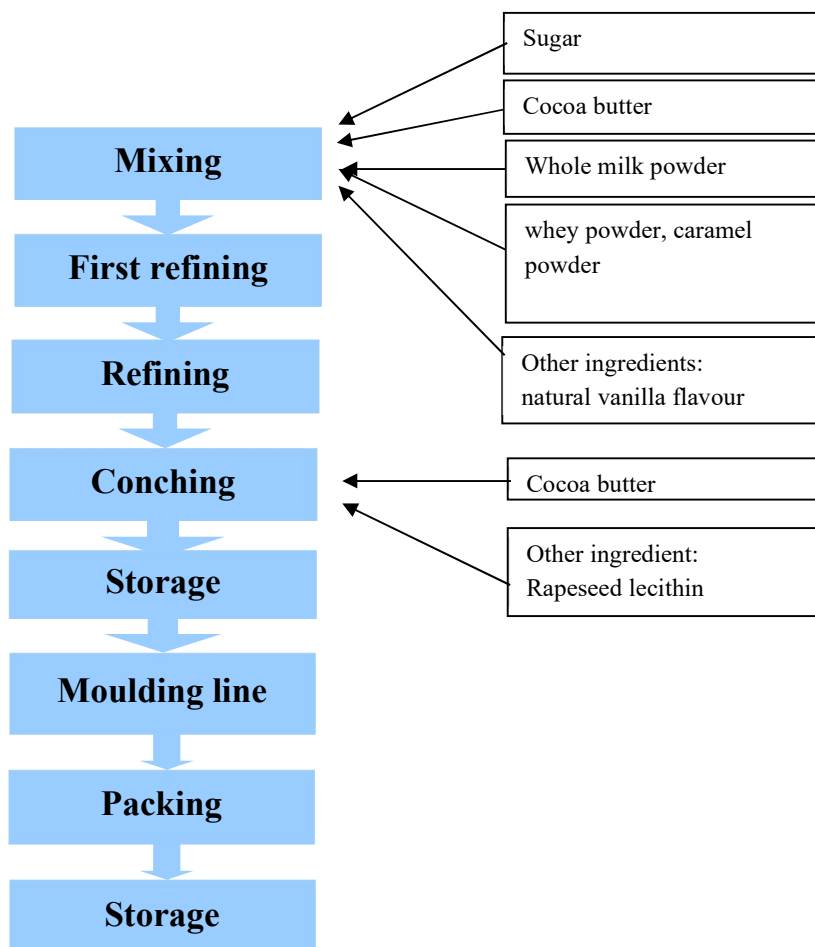 Sugar
Cocoa butter
Mixing
Whole milk powder
whey powder, caramel
powder
First refining
Other ingredients:
natural vanilla flavour
Refining
Conching
Cocoa butter
Other ingredient:
Rapeseed lecithin
Storage
Moulding line
Packing
Storage